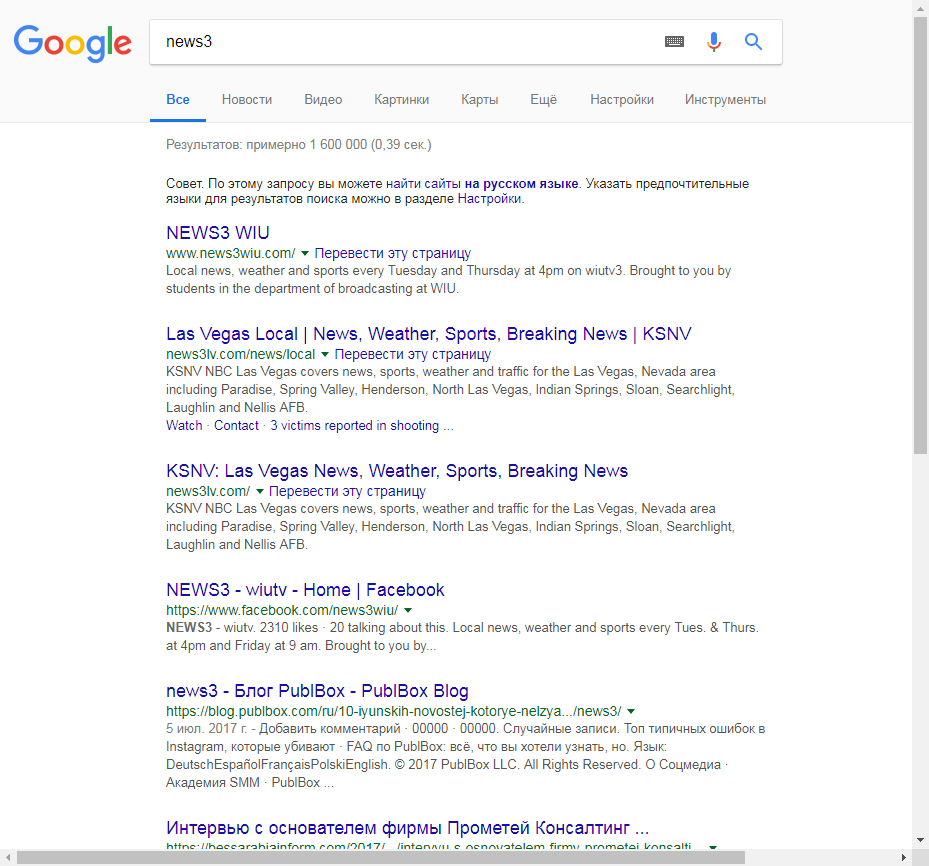 Google
news3
Все Новости Видео Картинки Карты Ещё Настройки Инструменты
Результатов: примерно 1 600 000 (0,39 сек.)
Совет. По этому запросу вы можете найти сайты на русском языке. Указать предпочтительные
языки для результатов поиска можно в разделе Настройки.
NEWS3 WIU
www.news3wiu.com/ Перевести эту страницу
Local news, weather and sports every Tuesday and Thursday at 4pm on wiutv3. Brought to you by
students in the department of broadcasting at WIU.
Las Vegas Local | News, Weather, Sports, Breaking News | KSNV
news3lv.com/news/local Перевести эту страницу
KSNV NBC Las Vegas covers news, sports, weather and traffic for the Las Vegas, Nevada area
including Paradise, Spring Valley, Henderson, North Las Vegas, Indian Springs, Sloan, Searchlight,
Laughlin and Nellis AFB.
Watch · Contact · 3 victims reported in shooting ...
KSNV: Las Vegas News, Weather, Sports, Breaking News
news3lv.com/ Перевести эту страницу
KSNV NBC Las Vegas covers news, sports, weather and traffic for the Las Vegas, Nevada area
including Paradise, Spring Valley, Henderson, North Las Vegas, Indian Springs, Sloan, Searchlight,
Laughlin and Nellis AFB.
NEWS3 - wiutv - Home | Facebook
https://www.facebook.com/news3wiu/
NEWS3 - wiutv. 2310 likes · 20 talking about this. Local news, weather and sports every Tues. & Thurs.
at 4pm and Friday at 9 am. Brought to you by...
news3 - Блог PublBox - PublBox Blog
https://blog.publbox.com/ru/10-iyunskih-novostej-kotorye-nelzya.../news3/
5 июл. 2017 г. - Добавить комментарий · 00000 · 00000. Случайные записи. Топ типичных ошибок в
Instagram, которые убивают · FAQ по PublBox: всё, что вы хотели узнать, но. Язык:
DeutschEspañolFrançaisPolskiEnglish. © 2017 PublBox LLC. All Rights Reserved. О Соцмедиа ·
Академия SMM · PublBox ...
Интервью с основателем фирмы Прометей Консалтинг ...
https://bessarabiainform.com/2017/.../intervyu-s-osnovatelem-firmy-prometej-konsalti...